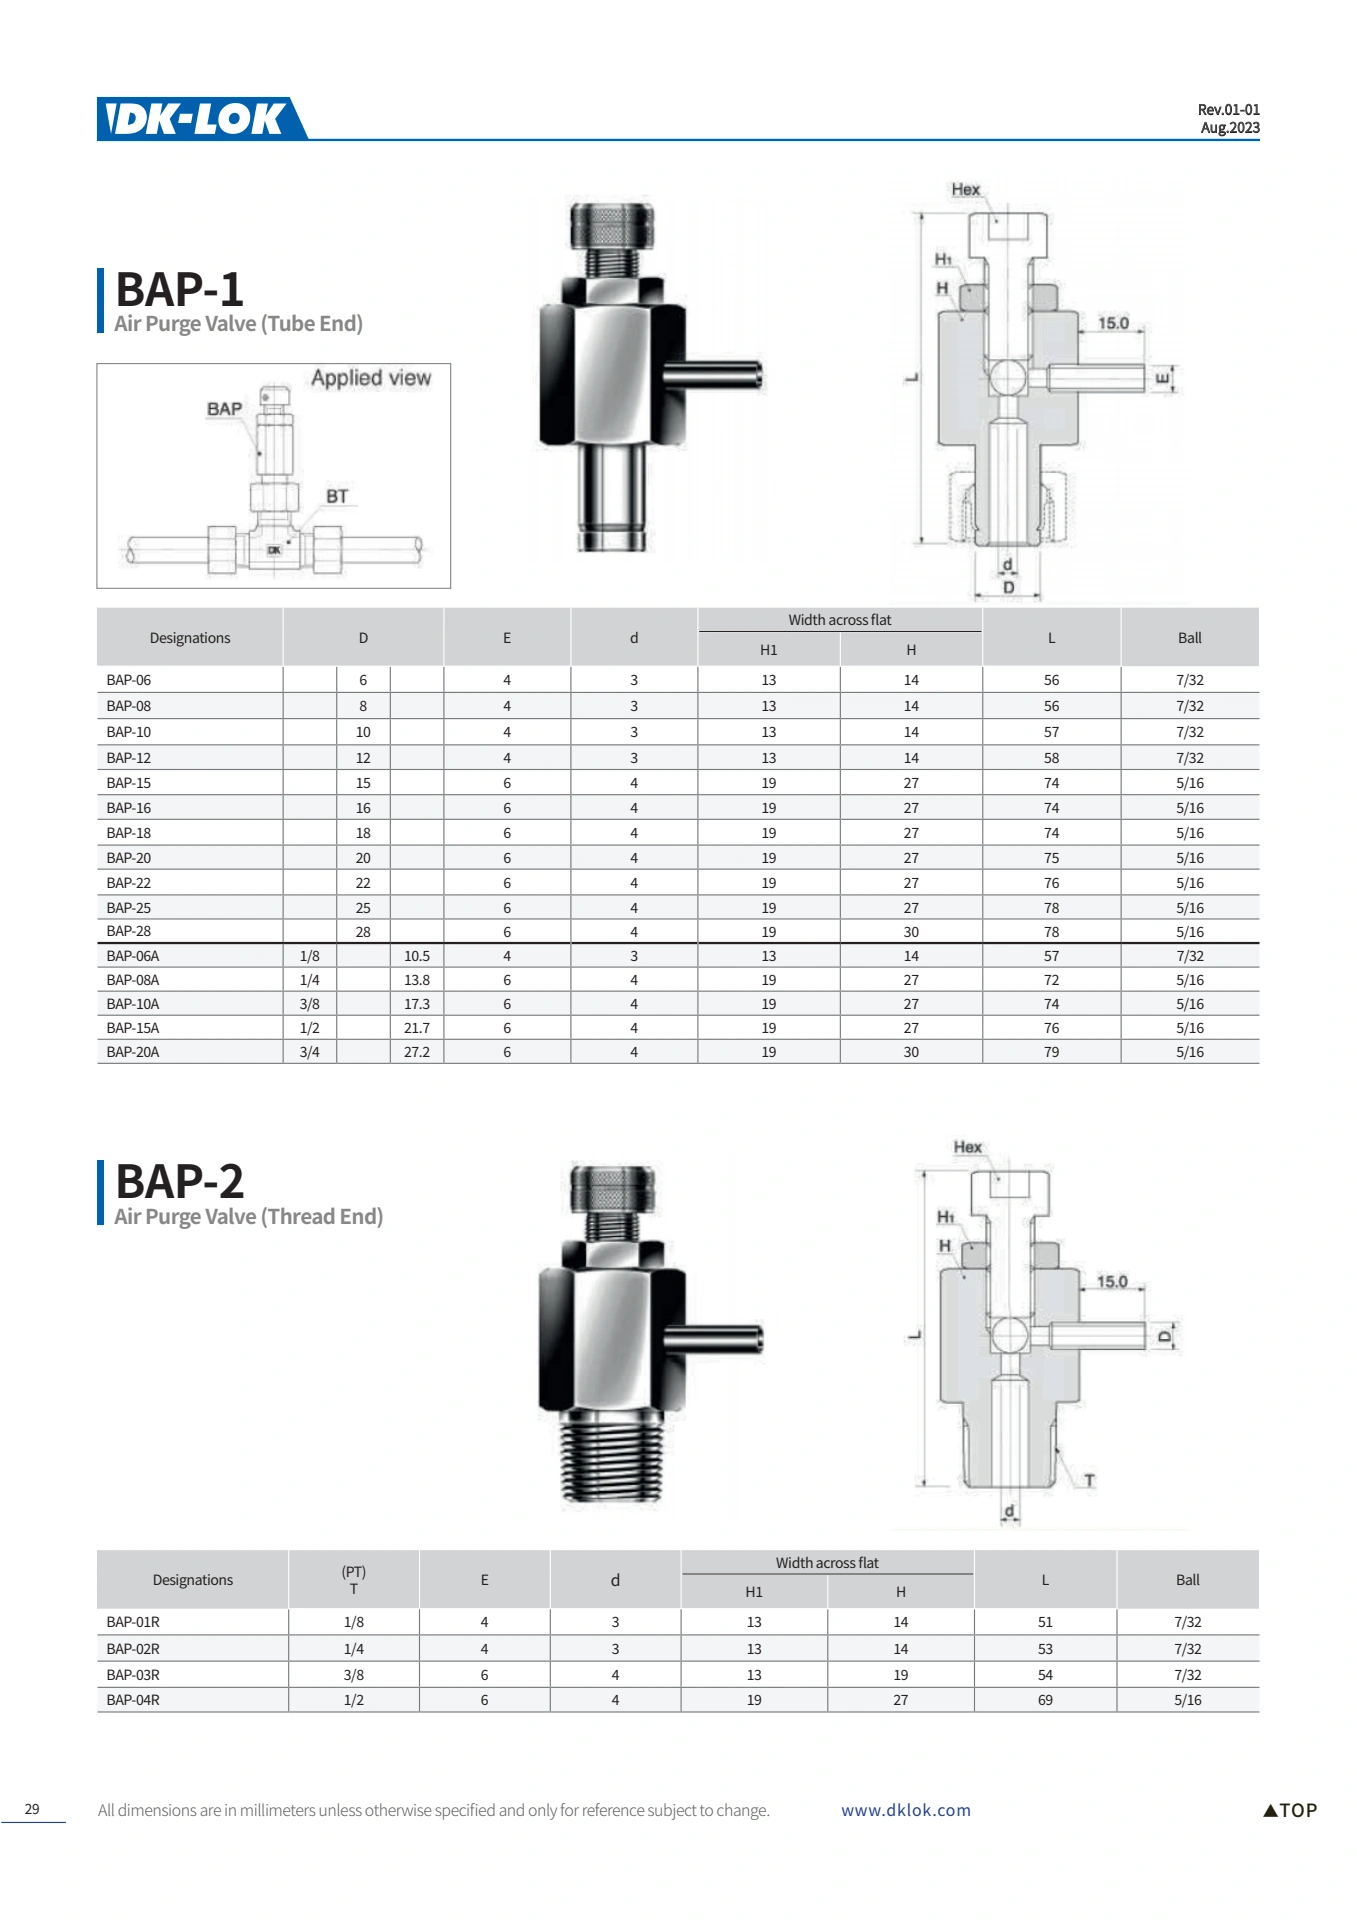 DK-LOK
Rev.01-01
Aug.2023
BAP-1
Air Purge Valve (Tube End)
Applied view
BAP
BT
DK
Hex
H1
H
15.0
L
E
d
D
Designations D E d Width across flat L Ball
H1 H
BAP-06 6 4 3 13 14 56 7/32
BAP-08 8 4 3 13 14 56 7/32
BAP-10 10 4 3 13 14 57 7/32
BAP-12 12 4 3 13 14 58 7/32
BAP-15 15 6 4 19 27 74 5/16
BAP-16 16 6 4 19 27 74 5/16
BAP-18 18 6 4 19 27 74 5/16
BAP-20 20 6 4 19 27 75 5/16
BAP-22 22 6 4 19 27 76 5/16
BAP-25 25 6 4 19 27 78 5/16
BAP-28 28 6 4 19 30 78 5/16
BAP-06A 1/8 10.5 4 3 13 14 57 7/32
BAP-08A 1/4 13.8 6 4 19 27 72 5/16
BAP-10A 3/8 17.3 6 4 19 27 74 5/16
BAP-15A 1/2 21.7 6 4 19 27 76 5/16
BAP-20A 3/4 27.2 6 4 19 30 79 5/16
BAP-2
Air Purge Valve (Thread End)
Hex
H1
H
15.0
L
D
T
d
Designations (PT) T E d Width across flat L Ball
H1 H
BAP-01R 1/8 4 3 13 14 51 7/32
BAP-02R 1/4 4 3 13 14 53 7/32
BAP-03R 3/8 6 4 13 19 54 7/32
BAP-04R 1/2 6 4 19 27 69 5/16
29
All dimensions are in millimeters unless otherwise specified and only for reference subject to change.
www.dklok.com
▲TOP